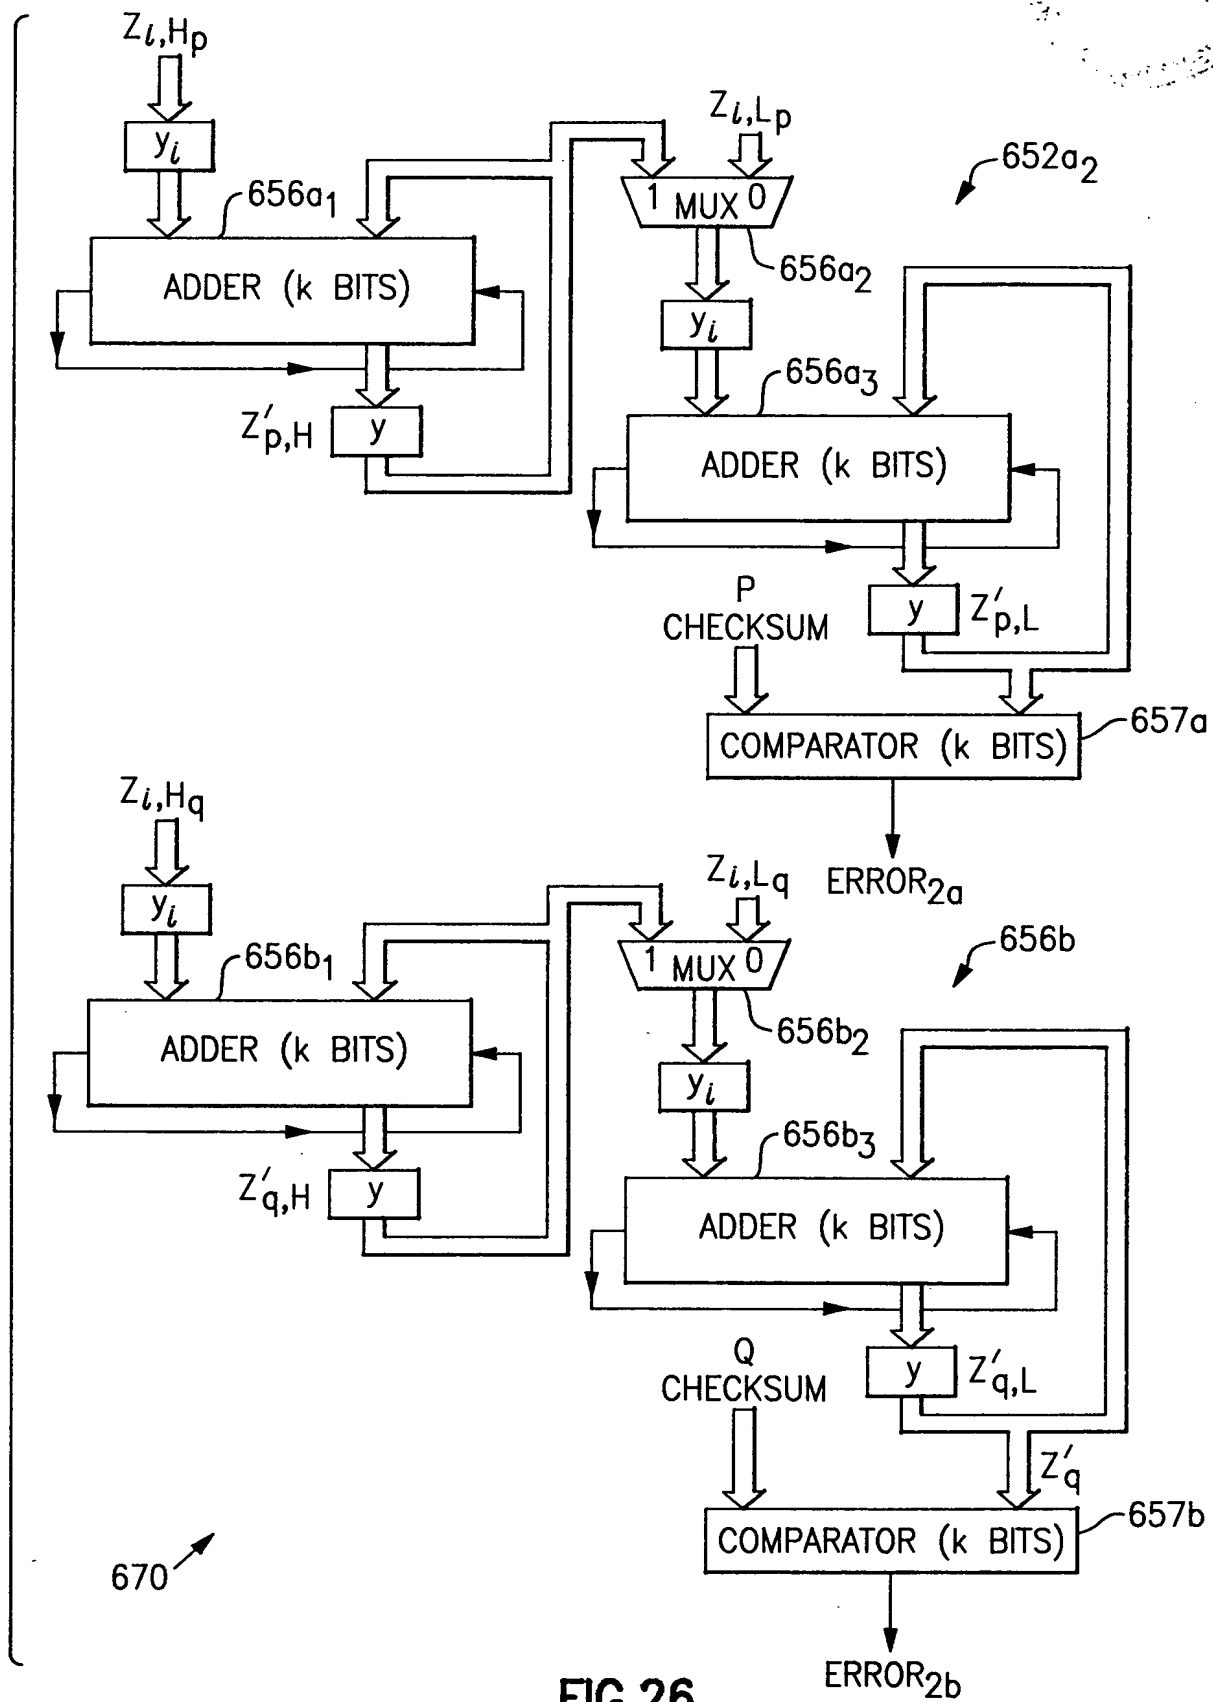 Zi,Hp
yi
656a1
ADDER (k BITS)
Z′p,H
y
Zi,Lp
1 MUX 0
656a2
652a2
yi
656a3
ADDER (k BITS)
y
Z′p,L
P
CHECKSUM
COMPARATOR (k BITS)
657a
ERROR2a
Zi,Hq
yi
656b1
ADDER (k BITS)
Z′q,H
y
Zi,Lq
1 MUX 0
656b2
656b
yi
656b3
ADDER (k BITS)
y
Z′q,L
Q
CHECKSUM
Z′q
COMPARATOR (k BITS)
657b
ERROR2b
670
FIG.26